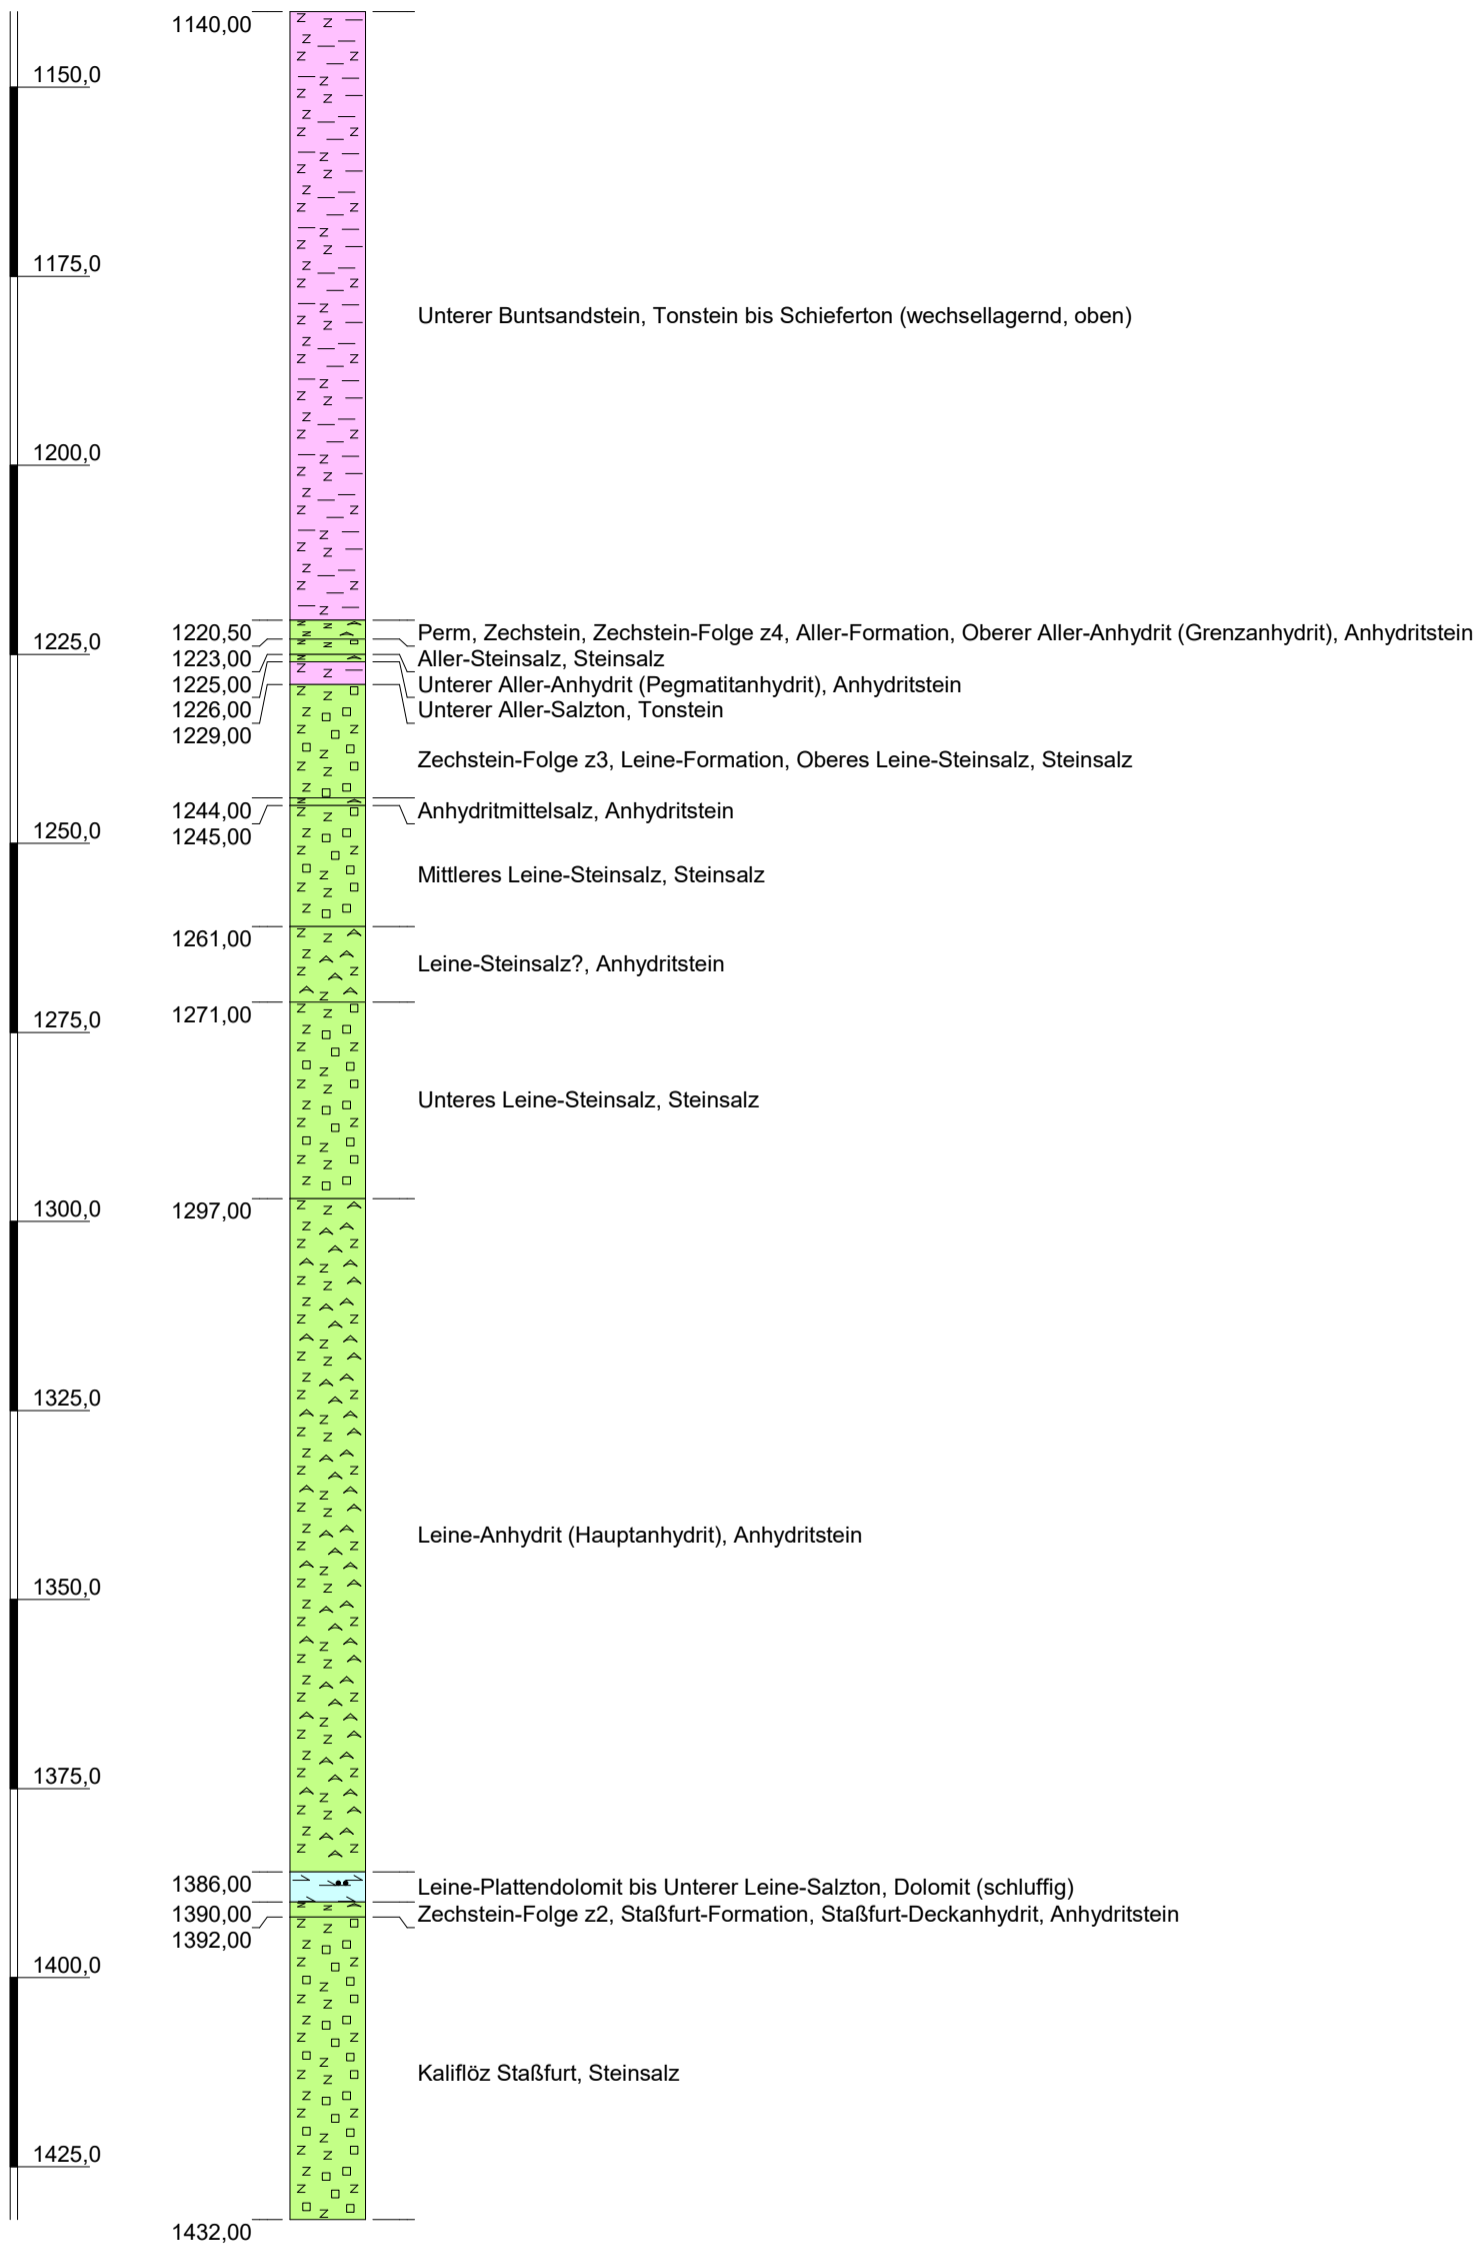 1140,00
1150,0
1175,0
Unterer Buntsandstein, Tonstein bis Schieferton (wechsellagernd, oben)
1200,0
1220,50 Perm, Zechstein, Zechstein-Folge z4, Aller-Formation, Oberer Aller-Anhydrit (Grenzanhydrit), Anhydritstein
1225,0
1223,00 Aller-Steinsalz, Steinsalz
1225,00 Unterer Aller-Anhydrit (Pegmatitanhydrit), Anhydritstein
1226,00 Unterer Aller-Salzton, Tonstein
1229,00
Zechstein-Folge z3, Leine-Formation, Oberes Leine-Steinsalz, Steinsalz
1244,00 Anhydritmittelsalz, Anhydritstein
1250,0
1245,00
Mittleres Leine-Steinsalz, Steinsalz
1261,00
Leine-Steinsalz?, Anhydritstein
1271,00
1275,0
Unteres Leine-Steinsalz, Steinsalz
1300,0
1297,00
1325,0
Leine-Anhydrit (Hauptanhydrit), Anhydritstein
1350,0
1375,0
1386,00 Leine-Plattendolomit bis Unterer Leine-Salzton, Dolomit (schluffig)
1390,00 Zechstein-Folge z2, Staßfurt-Formation, Staßfurt-Deckanhydrit, Anhydritstein
1392,00
1400,0
Kaliflöz Staßfurt, Steinsalz
1425,0
1432,00